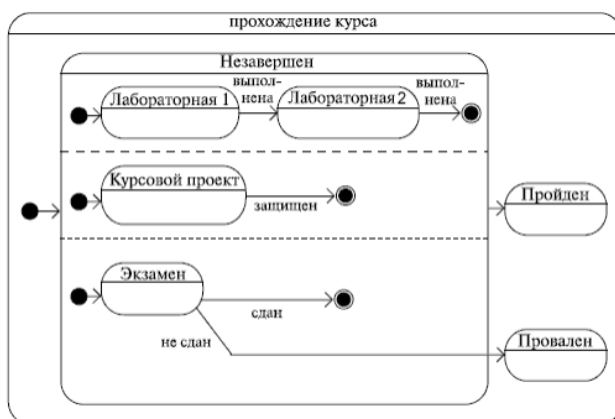 прохождение курса
Незавершен
Лабораторная 1
выпол-
нена
Лабораторная 2
выпол-
нена
Курсовой проект
защищен
Пройден
Экзамен
сдан
не сдан
Провален